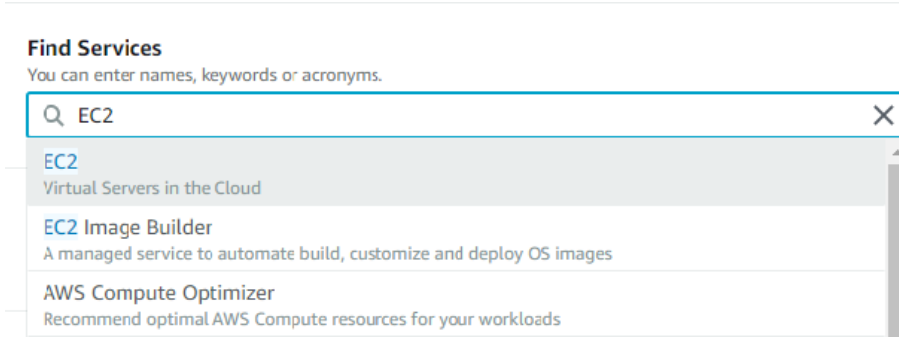 Find Services
You can enter names, keywords or acronyms.
EC2
EC2
Virtual Servers in the Cloud
EC2 Image Builder
A managed service to automate build, customize and deploy OS images
AWS Compute Optimizer
Recommend optimal AWS Compute resources for your workloads